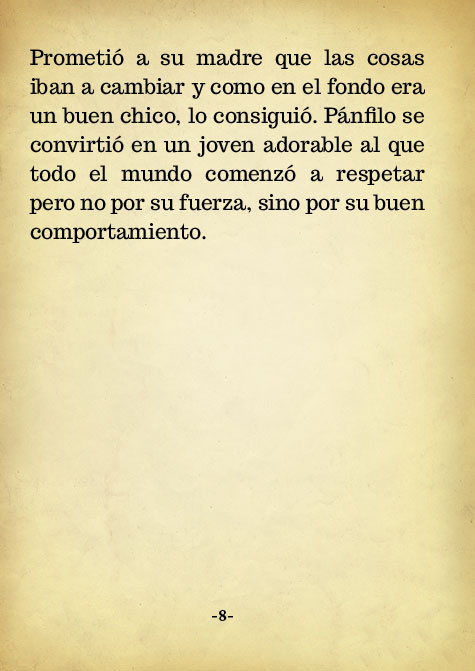 Prometió a su madre que las cosas
iban a cambiar y como en el fondo era
un buen chico, lo consiguió. Pánfilo se
convirtió en un joven adorable al que
todo el mundo comenzó a respetar
pero no por su fuerza, sino por su buen
comportamiento.
-8-